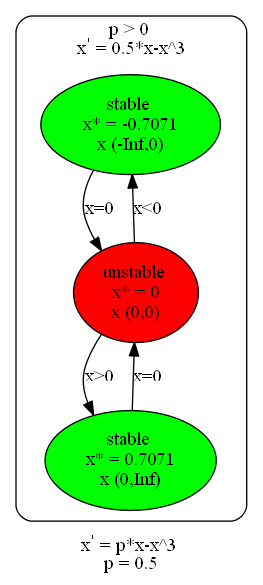 p > 0
x' = 0.5*x-x^3
stable
x* = -0.7071
x (-Inf,0)
x=0
x<0
unstable
x* = 0
x (0,0)
x>0
x=0
stable
x* = 0.7071
x (0,Inf)
x' = p*x-x^3
p = 0.5